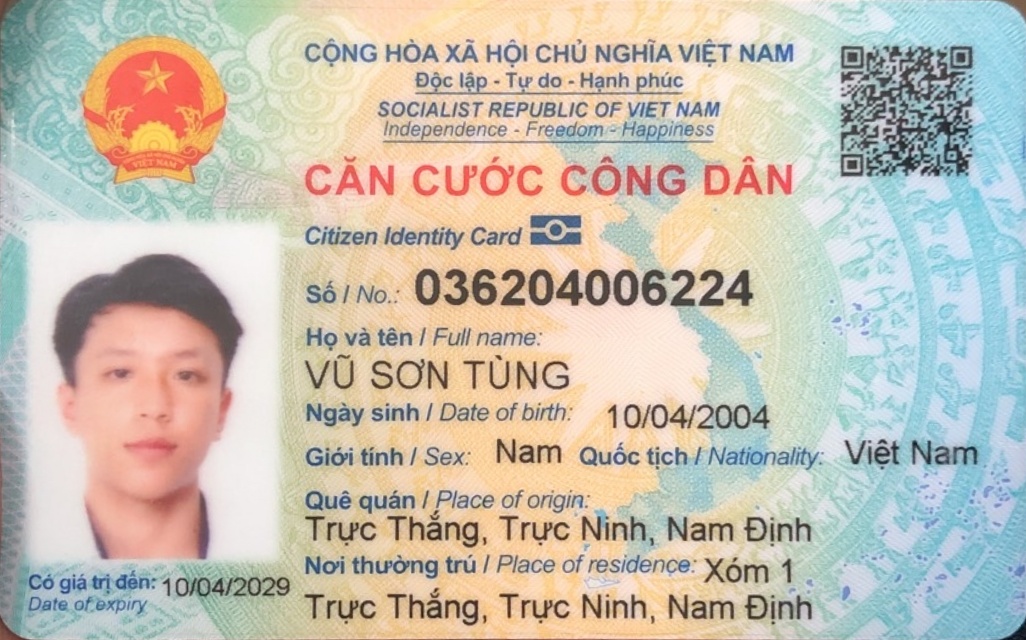 CỘNG HÒA XÃ HỘI CHỦ NGHĨA VIỆT NAM
Độc lập - Tự do - Hạnh phúc
SOCIALIST REPUBLIC OF VIET NAM
Independence - Freedom - Happiness
VIỆT NAM
CĂN CƯỚC CÔNG DÂN
Citizen Identity Card
Số / No.: 036204006224
Họ và tên / Full name:
VŨ SƠN TÙNG
Ngày sinh / Date of birth: 10/04/2004
Giới tính / Sex: Nam Quốc tịch / Nationality: Việt Nam
Quê quán / Place of origin:
Trực Thắng, Trực Ninh, Nam Định
Nơi thường trú / Place of residence: Xóm 1
Trực Thắng, Trực Ninh, Nam Định
Có giá trị đến: 10/04/2029
Date of expiry